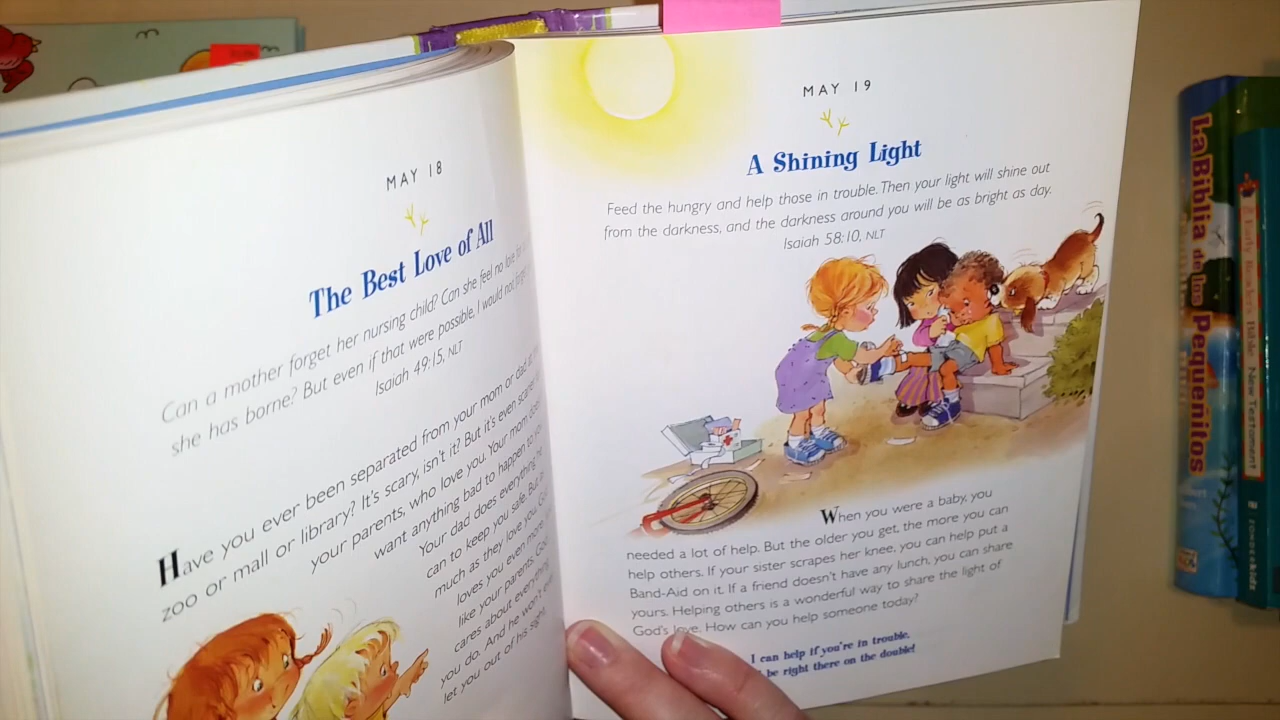 MAY 18
The Best Love of All
Can a mother forget her nursing child? Can she feel no love for
she has borne? But even if that were possible, I would not forget
Isaiah 49:15, NLT
Have you ever been separated from your mom or dad at
zoo or mall or library? It's scary, isn't it? But it's even scarier
your parents, who love you. Your mom doesn't
want anything bad to happen to you.
Your dad does everything he
can to keep you safe. But as
much as they love you, God
loves you even more.
like your parents, God
cares about everything
you do. And he won't ever
let you out of his sight.
MAY 19
A Shining Light
Feed the hungry and help those in trouble. Then your light will shine out
from the darkness, and the darkness around you will be as bright as day.
Isaiah 58:10, NLT
When you were a baby, you
needed a lot of help. But the older you get, the more you can
help others. If your sister scrapes her knee, you can help put a
Band-Aid on it. If a friend doesn't have any lunch, you can share
yours. Helping others is a wonderful way to share the light of
God's love. How can you help someone today?
I can help if you're in trouble.
be right there on the double!
La Biblia de los Pequeñitos
Early Reader's Bible New Testament
ZONDERKIDZ